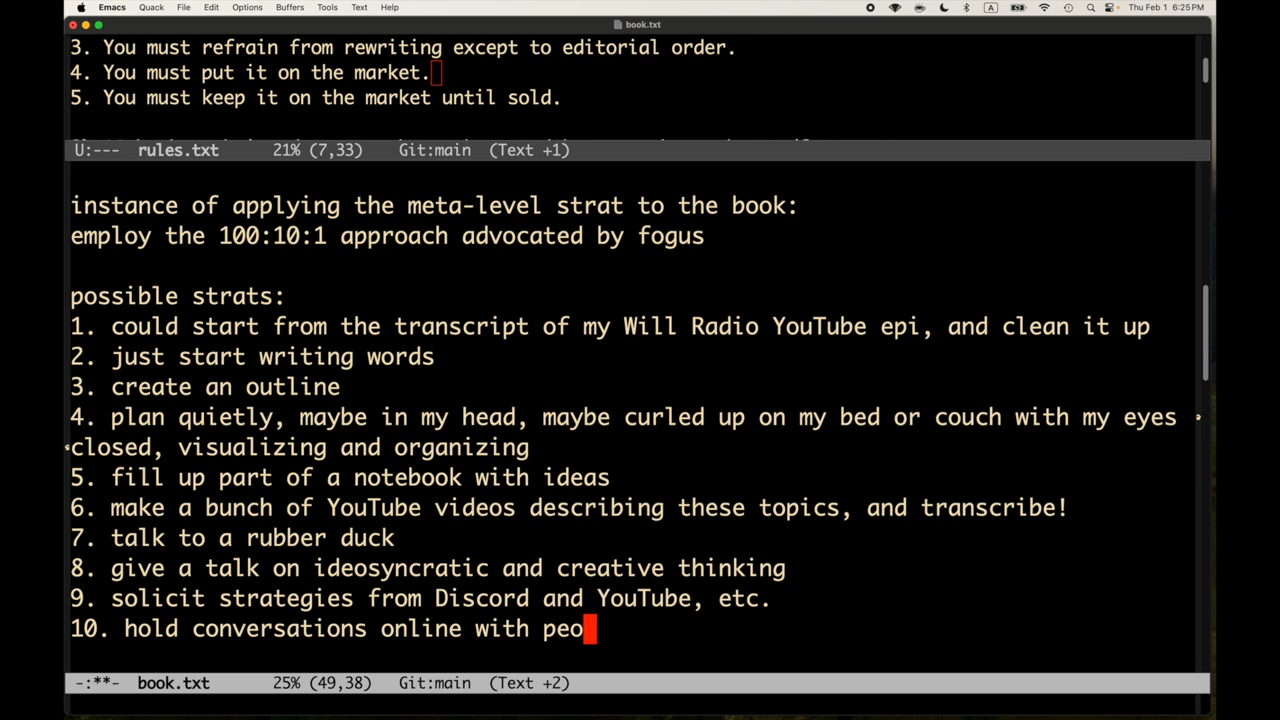 Emacs Quack File Edit Options Buffers Tools Text Help A Thu Feb 1 6:25 PM
book.txt
3. You must refrain from rewriting except to editorial order.
4. You must put it on the market.
5. You must keep it on the market until sold.
U:--- rules.txt 21% (7,33) Git:main (Text +1)
instance of applying the meta-level strat to the book:
employ the 100:10:1 approach advocated by fogus
possible strats:
1. could start from the transcript of my Will Radio YouTube epi, and clean it up
2. just start writing words
3. create an outline
4. plan quietly, maybe in my head, maybe curled up on my bed or couch with my eyes
closed, visualizing and organizing
5. fill up part of a notebook with ideas
6. make a bunch of YouTube videos describing these topics, and transcribe!
7. talk to a rubber duck
8. give a talk on ideosyncratic and creative thinking
9. solicit strategies from Discord and YouTube, etc.
10. hold conversations online with peo
-:**- book.txt 25% (49,38) Git:main (Text +2)